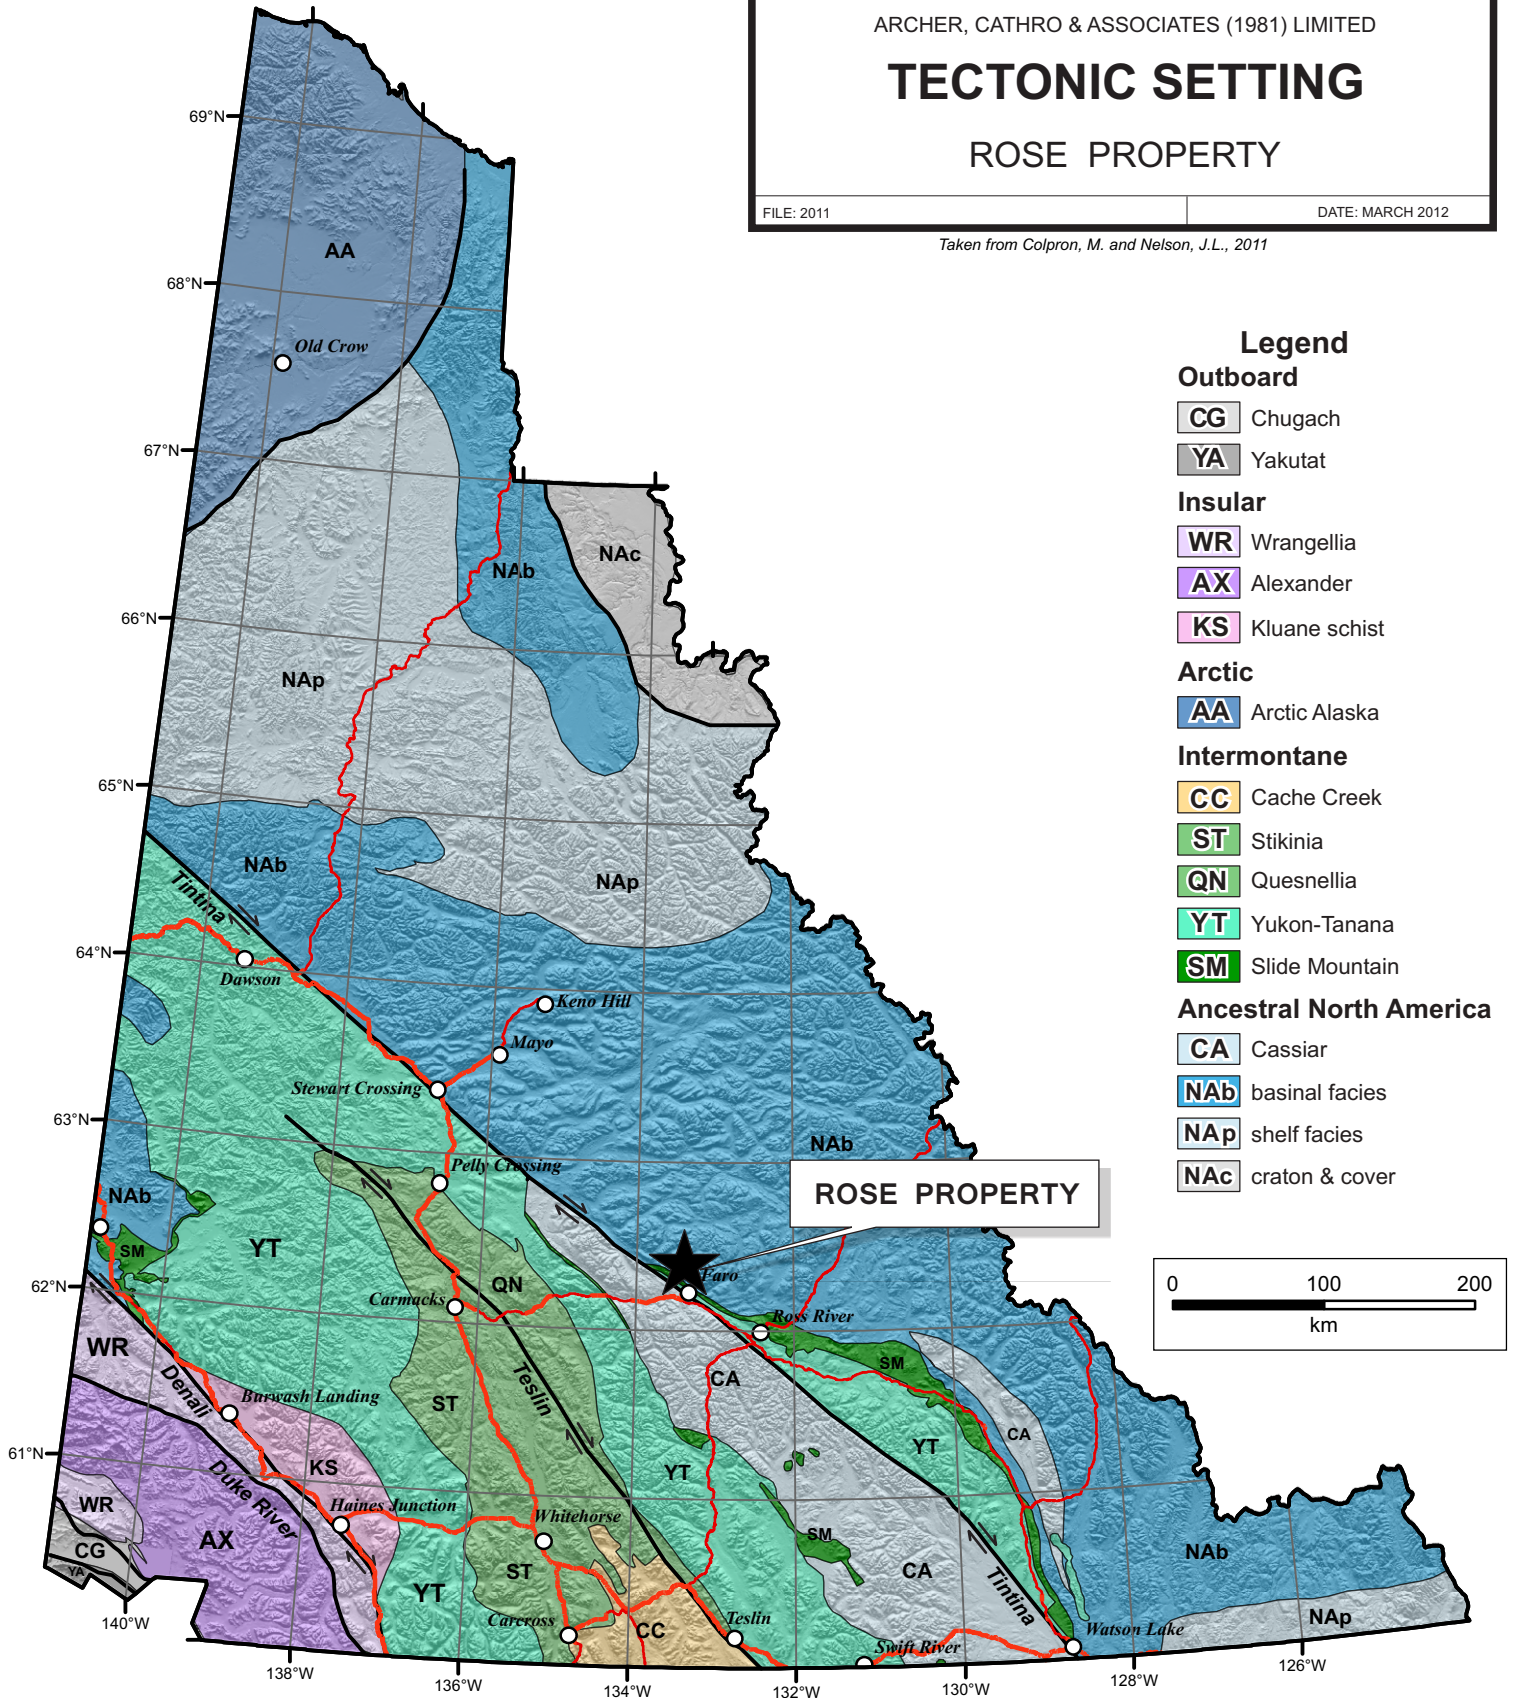 ARCHER, CATHRO & ASSOCIATES (1981) LIMITED
TECTONIC SETTING
ROSE PROPERTY
FILE: 2011
DATE: MARCH 2012
Taken from Colpron, M. and Nelson, J.L., 2011
Legend
Outboard
CG Chugach
YA Yakutat
Insular
WR Wrangellia
AX Alexander
KS Kluane schist
Arctic
AA Arctic Alaska
Intermontane
CC Cache Creek
ST Stikinia
QN Quesnellia
YT Yukon-Tanana
SM Slide Mountain
Ancestral North America
CA Cassiar
NAb basinal facies
NAp shelf facies
NAc craton & cover
0 100 200
km
69°N
AA
68°N
Old Crow
67°N
NAc
NAb
66°N
NAp
65°N
NAb
NAp
Tintina
64°N
Dawson
Keno Hill
Mayo
Stewart Crossing
63°N
NAb
Pelly Crossing
ROSE PROPERTY
NAb
SM
YT
62°N
QN
Faro
Carmacks
Ross River
WR
SM
Denali
Teslin
CA
Burwash Landing
ST
CA
61°N
YT
KS
YT
Duke River
WR
Haines Junction
Whitehorse
SM
AX
CG
NAb
YA
ST
CA
YT
Tintina
140°W
Carcross
CC
Teslin
NAp
Swift River
Watson Lake
138°W
136°W
134°W
132°W
130°W
128°W
126°W